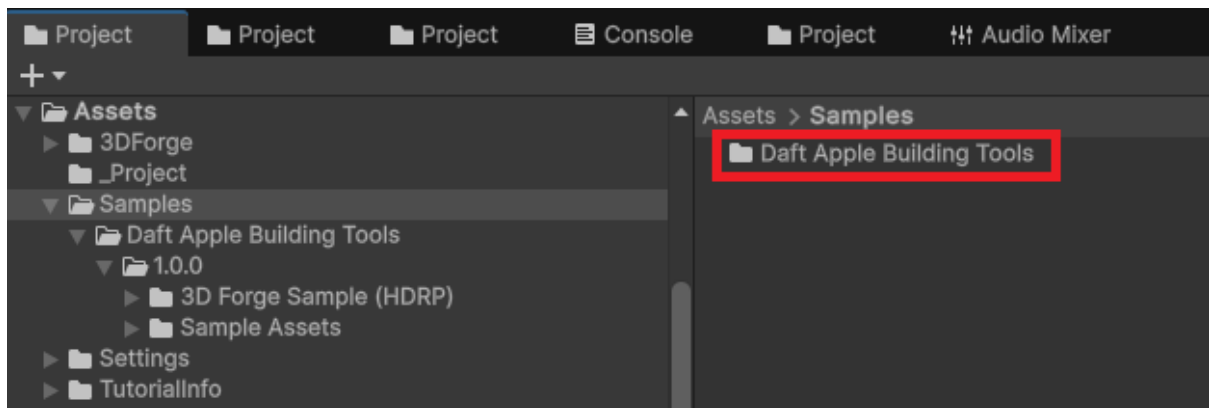 Project Project Project Console Project Audio Mixer
Assets
3DForge
_Project
Samples
Daft Apple Building Tools
1.0.0
3D Forge Sample (HDRP)
Sample Assets
Settings
TutorialInfo
Assets > Samples
Daft Apple Building Tools